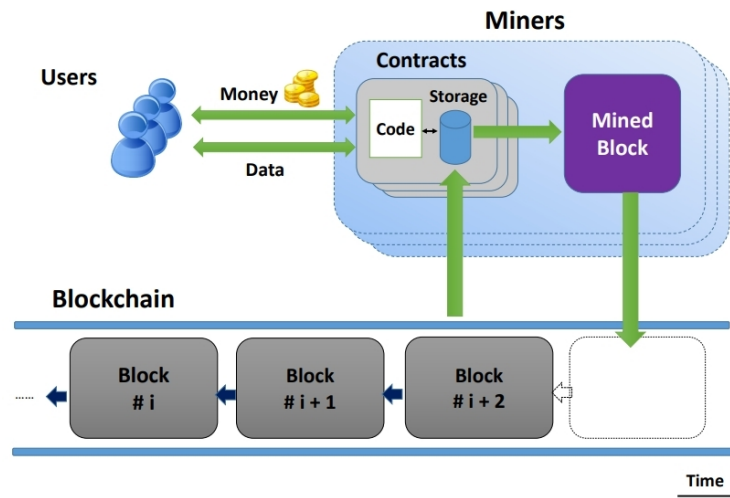 Miners
Contracts
Users
Money
Storage
Code
Mined
Block
Data
Blockchain
Block
# i
Block
# i + 1
Block
# i + 2
......
Time